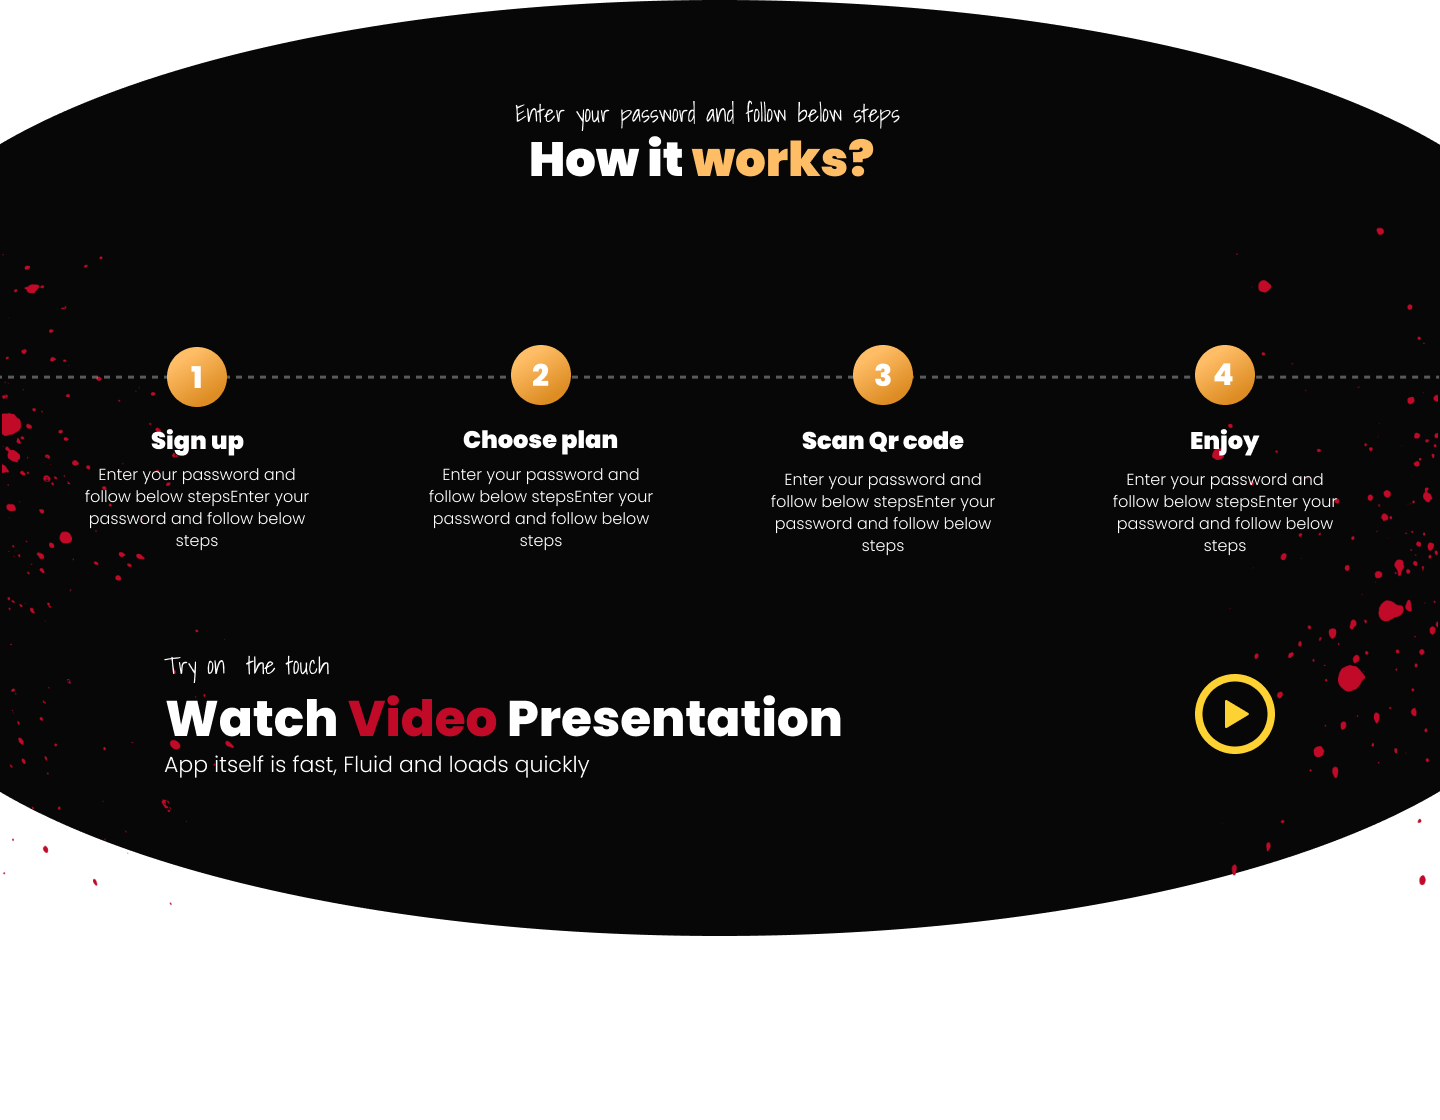 Enter your password and follow below steps
How it works?
1
2
3
4
Sign up
Choose plan
Scan Qr code
Enjoy
Enter your password and
follow below stepsEnter your
password and follow below
steps
Enter your password and
follow below stepsEnter your
password and follow below
steps
Enter your password and
follow below stepsEnter your
password and follow below
steps
Enter your password and
follow below stepsEnter your
password and follow below
steps
Try on the touch
Watch Video Presentation
App itself is fast, Fluid and loads quickly